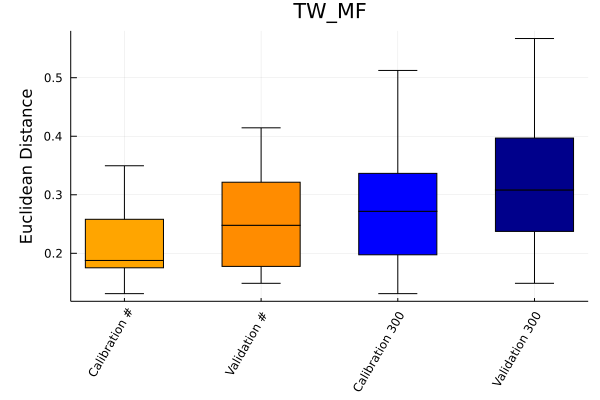 TW_MF
Euclidean Distance
0.5
0.4
0.3
0.2
Calibration #
Validation #
Calibration 300
Validation 300